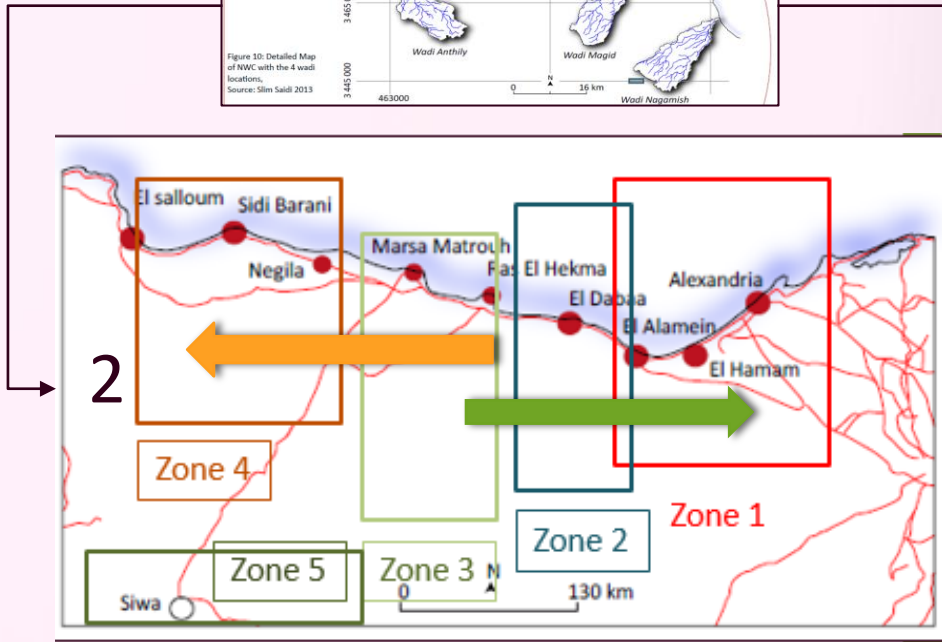 3 465 0
Wadi Anthily
Wadi Magid
Figure 10: Detailed Map
of NWC with the 4 wadi
locations,
Source: Slim Saidi 2013
3 445 000
463000
N
0 16 km
Wadi Nagamish
El salloum
Sidi Barani
Negila
Marsa Matrouh
Ras El Hekma
El Dabaa
Alexandria
El Alamein
El Hamam
2
Zone 4
Zone 1
Zone 2
Zone 5
Zone 3
N
0 130 km
Siwa